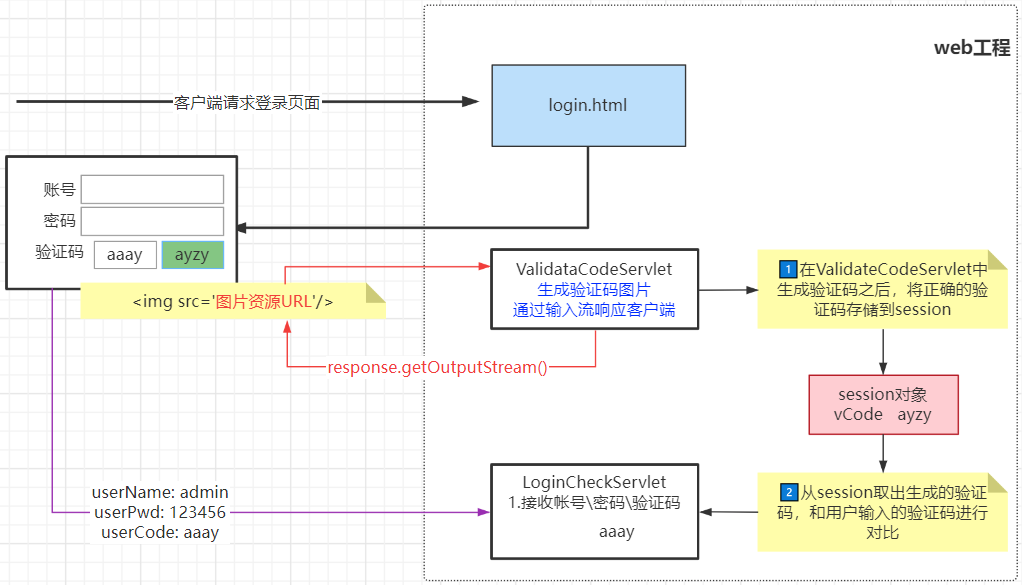 web工程
客户端请求登录页面
login.html
账号
密码
验证码 aaay ayzy
<img src='图片资源URL'/>
ValidataCodeServlet
生成验证码图片
通过输入流响应客户端
1 在ValidateCodeServlet中
生成验证码之后，将正确的验
证码存储到session
response.getOutputStream()
session对象
vCode ayzy
userName: admin
userPwd: 123456
userCode: aaay
LoginCheckServlet
1.接收帐号\密码\验证码
aaay
2 从session取出生成的验证
码，和用户输入的验证码进行
对比